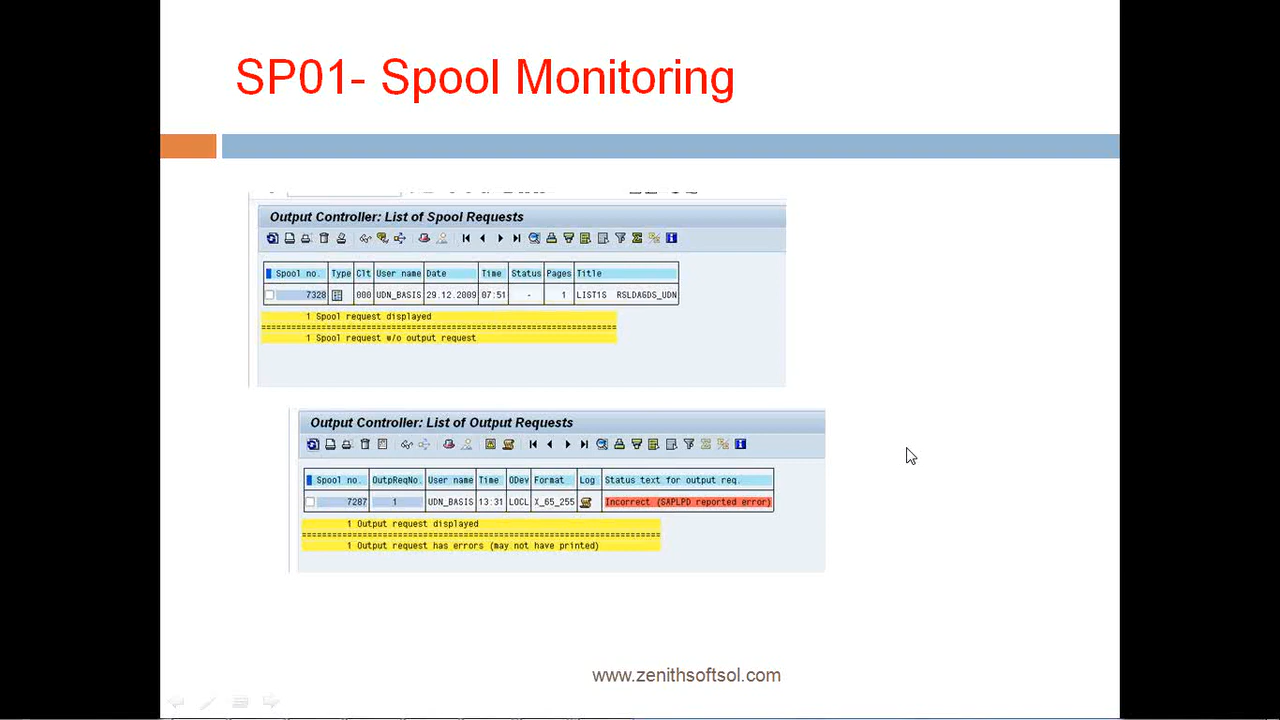 SP01- Spool Monitoring
Output Controller: List of Spool Requests
Spool no. Type Clt User name Date Time Status Pages Title
7328 000 UDN_BASIS 29.12.2009 07:51 - 1 LIST1S RSLDAGDS_UDN
1 Spool request displayed
1 Spool request w/o output request
Output Controller: List of Output Requests
Spool no. OutpReqNo. User name Time ODev Format Log Status text for output req.
7287 1 UDN_BASIS 13:31 LOCL X_65_255 Incorrect (SAPLPD reported error)
1 Output request displayed
1 Output request has errors (may not have printed)
www.zenithsoftsol.com